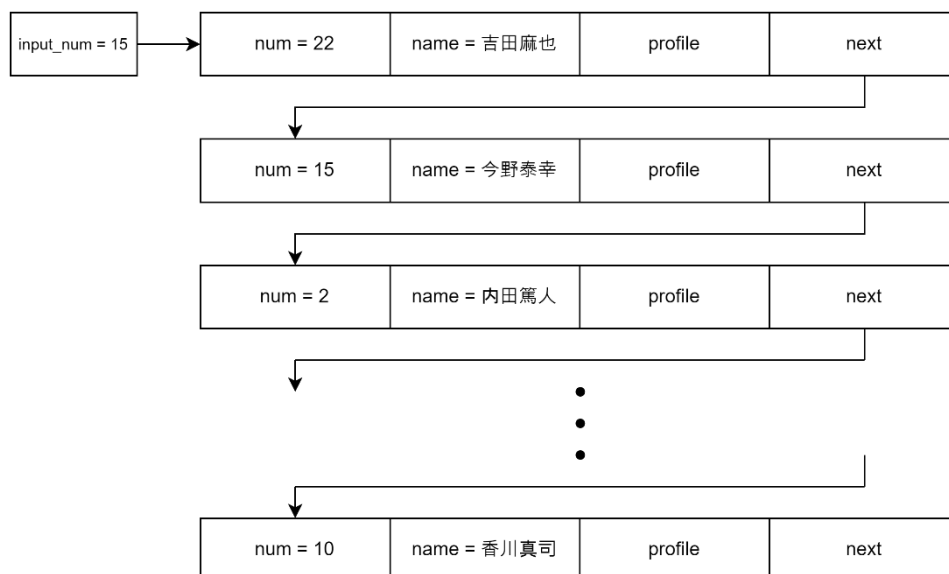 input_num = 15
num = 22 name = 吉田麻也 profile next
num = 15 name = 今野泰幸 profile next
num = 2 name = 内田篤人 profile next
num = 10 name = 香川真司 profile next